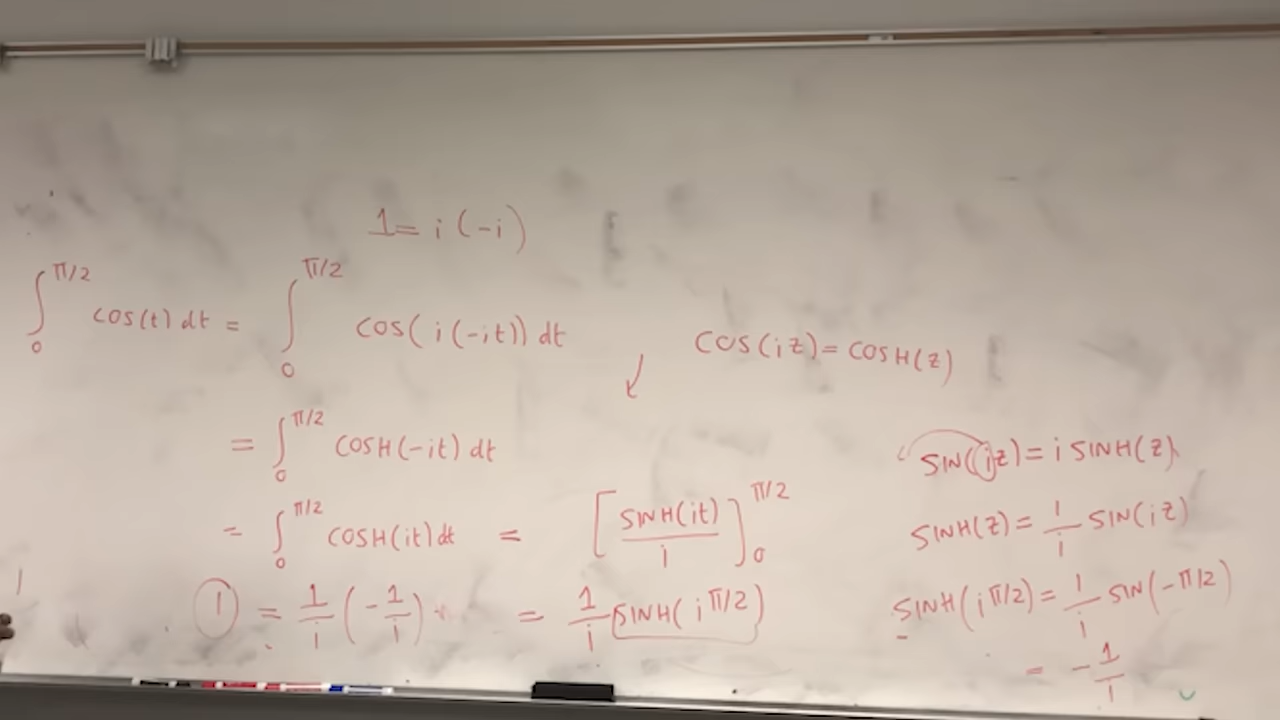 1 = i(-i)
∫₀^{π/2} cos(t) dt = ∫₀^{π/2} cos(i(-it)) dt
cos(iz) = cosH(z)
= ∫₀^{π/2} cosH(-it) dt
= ∫₀^{π/2} cosH(it) dt = [sinH(it)/i]₀^{π/2}
① = 1/i (-1/i) = 1/i sinH(iπ/2)
sin(iz) = i sinH(z)
sinH(z) = 1/i sin(iz)
sinH(iπ/2) = 1/i sin(-π/2)
= -1/i